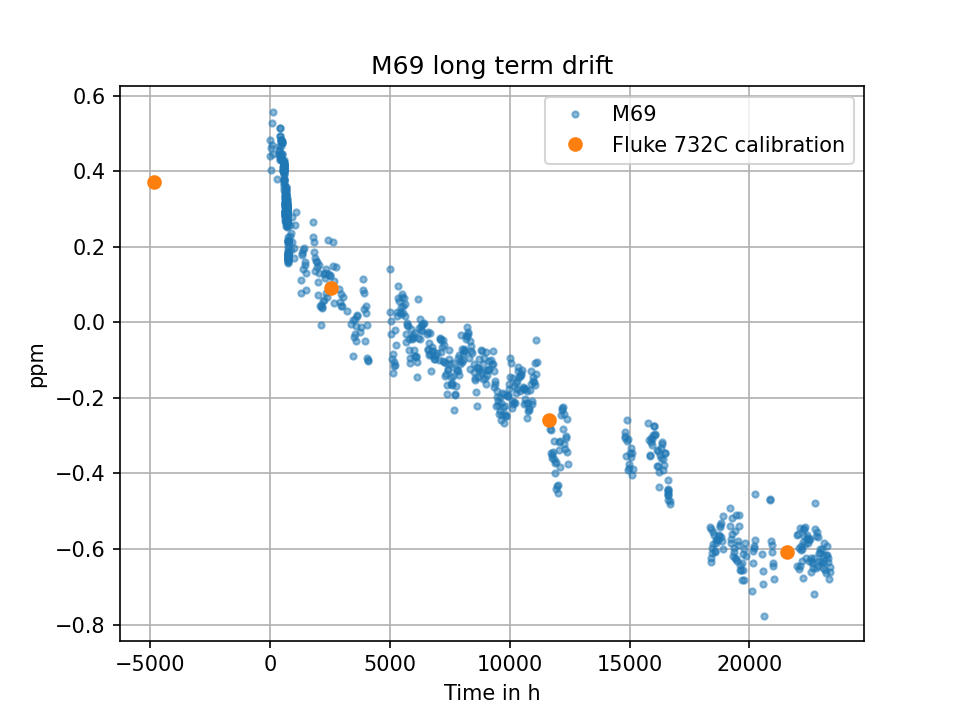 M69 long term drift
M69
Fluke 732C calibration
ppm
0.6
0.4
0.2
0.0
−0.2
−0.4
−0.6
−0.8
−5000 0 5000 10000 15000 20000
Time in h